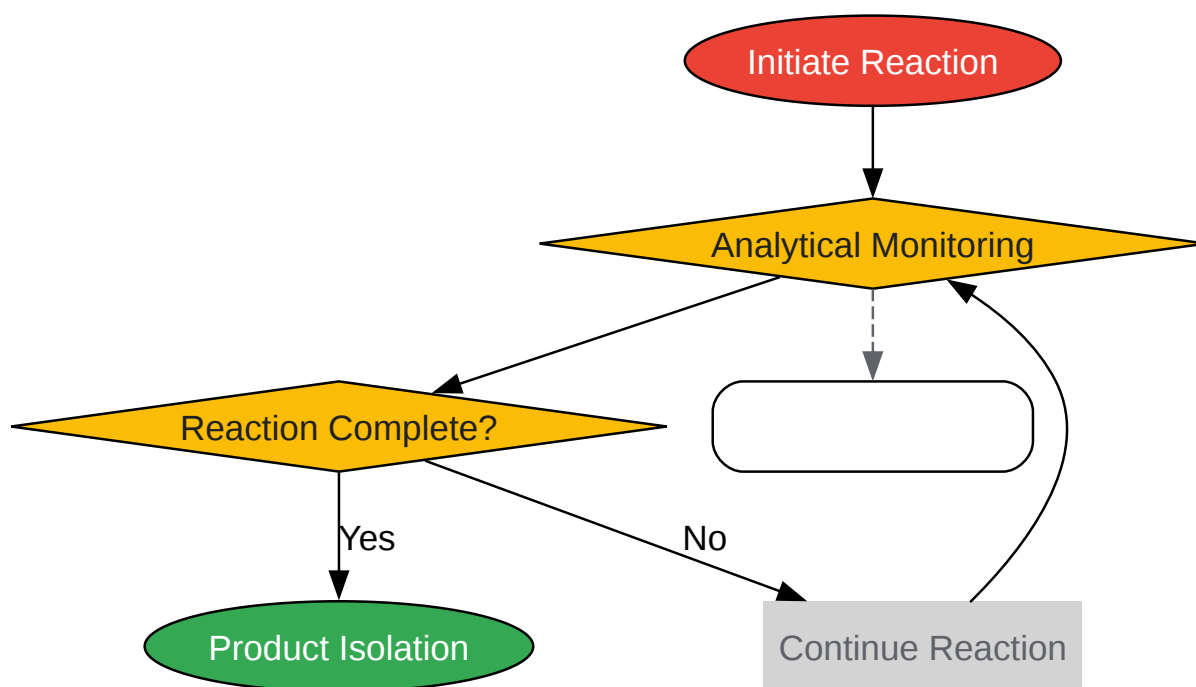 Initiate Reaction
Analytical Monitoring
Reaction Complete?
Yes
No
Product Isolation
Continue Reaction